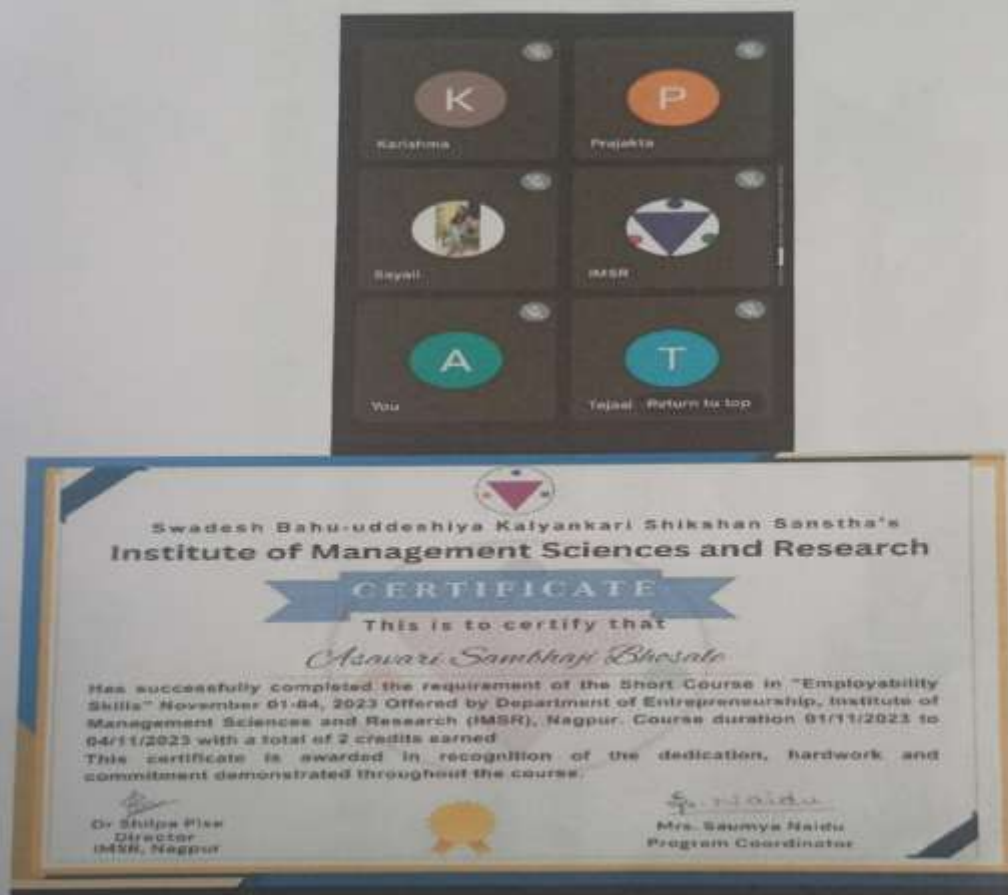 K
P
Karishma
Prajakta
Sayali
IMSR
A
T
You
Tejasi Return to top
Swadesh Bahu-uddeshiya Kalyankari Shikshan Sanstha's
Institute of Management Sciences and Research
CERTIFICATE
This is to certify that
Asavari Sambhaji Bhosale
Has successfully completed the requirement of the Short Course in "Employability
Skills" November 01-04, 2023 Offered by Department of Entrepreneurship, Institute of
Management Sciences and Research (IMSR), Nagpur. Course duration 01/11/2023 to
04/11/2023 with a total of 2 credits earned
This certificate is awarded in recognition of the dedication, hardwork and
commitment demonstrated throughout the course.
S. Naidu
Dr Shilpa Pise
Director
IMSR, Nagpur
Mrs. Saumya Naidu
Program Coordinator